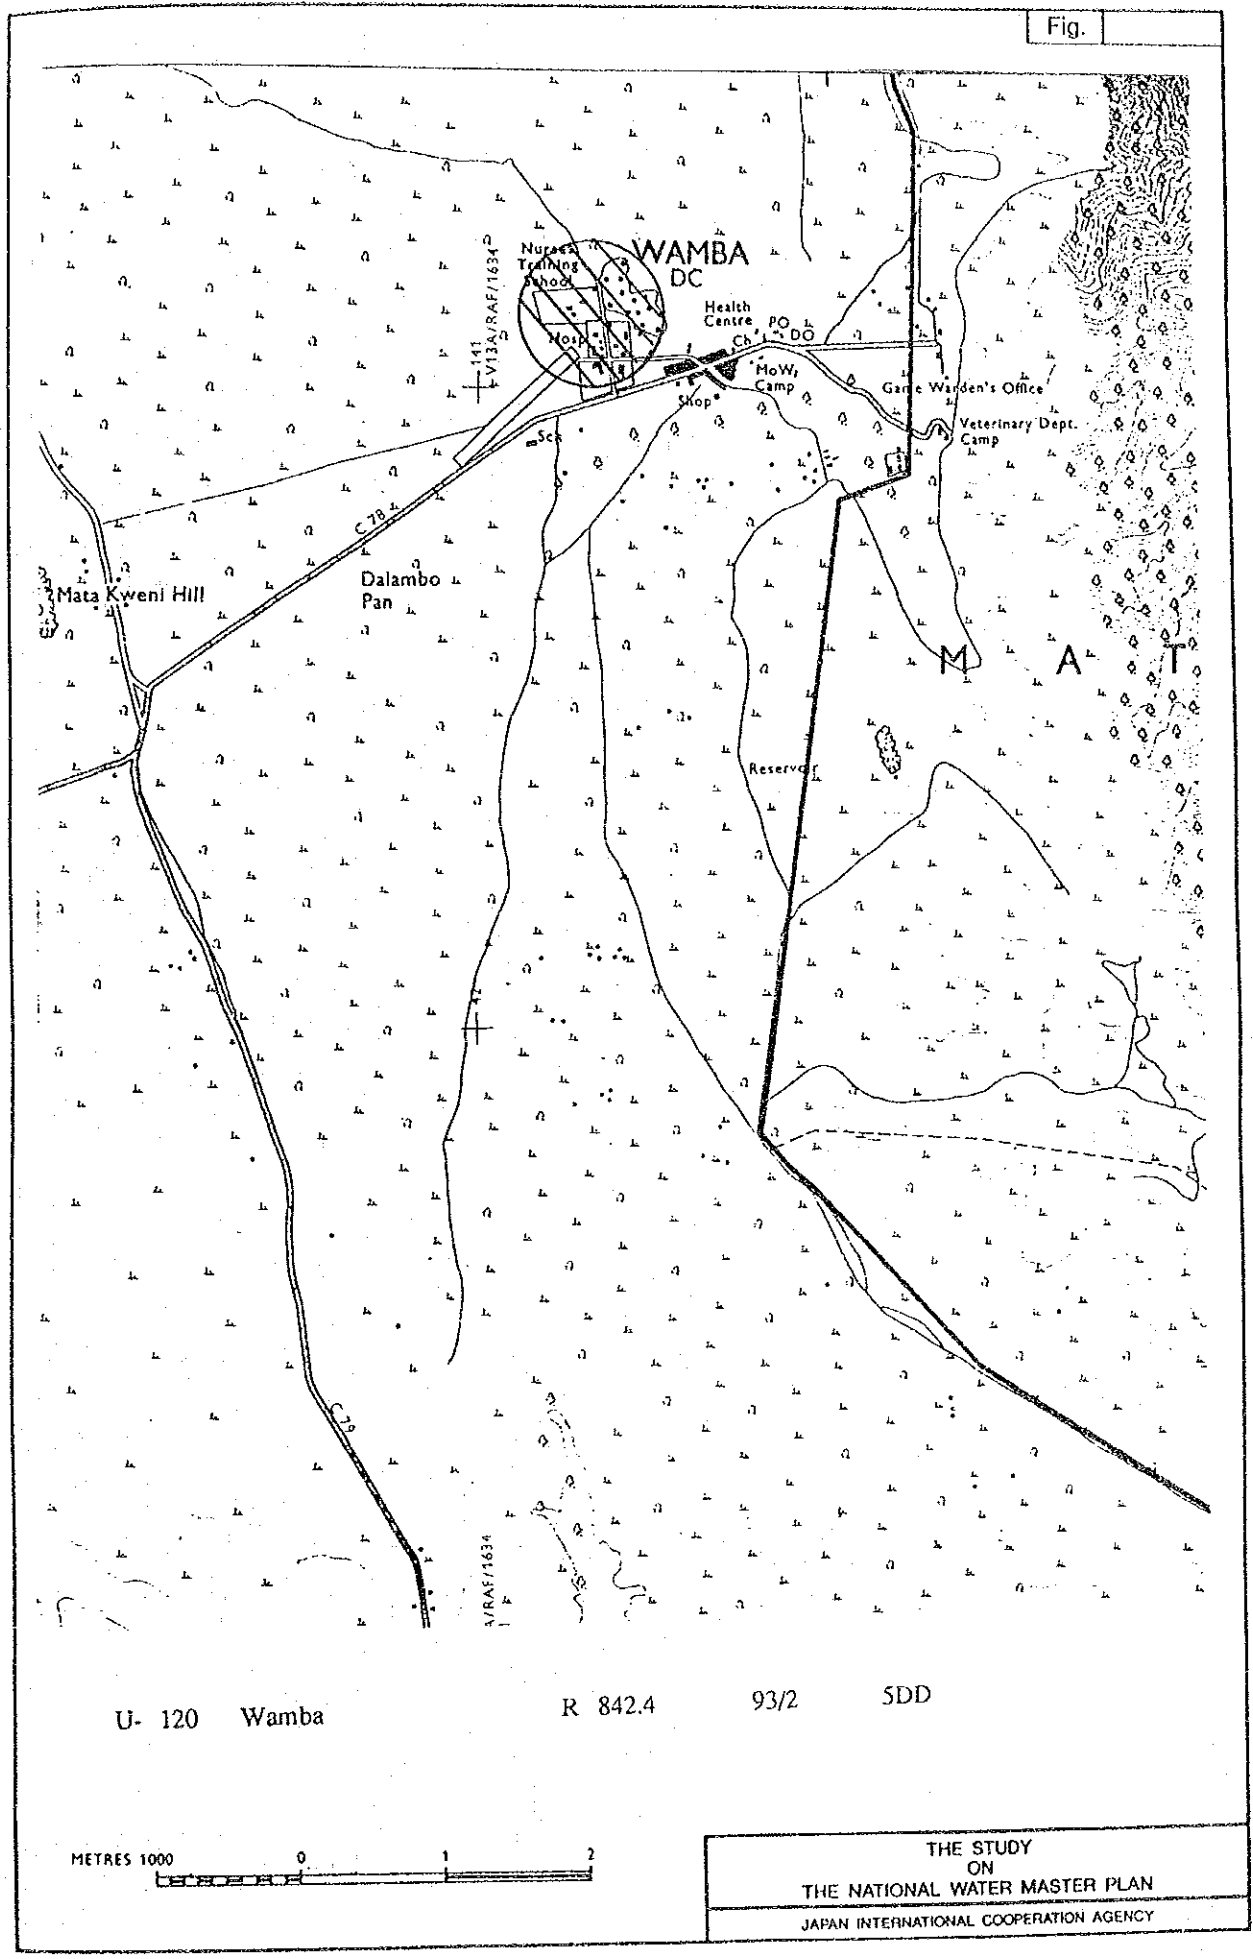 Fig.
WAMBA
DC
Nurses
Training
School
Hosp
Health
Centre
PO
DO
Ch
MoW
Camp
Shop
Game Warden's Office
Veterinary Dept.
Camp
Sch
V13A/RAF/1634
C 78
Mata Kweni Hill
Dalambo
Pan
M A T
Reservoir
42
C 79
A/RAF/1634
U- 120 Wamba R 842.4 93/2 5DD
METRES 1000 0 1 2
THE STUDY
ON
THE NATIONAL WATER MASTER PLAN
JAPAN INTERNATIONAL COOPERATION AGENCY